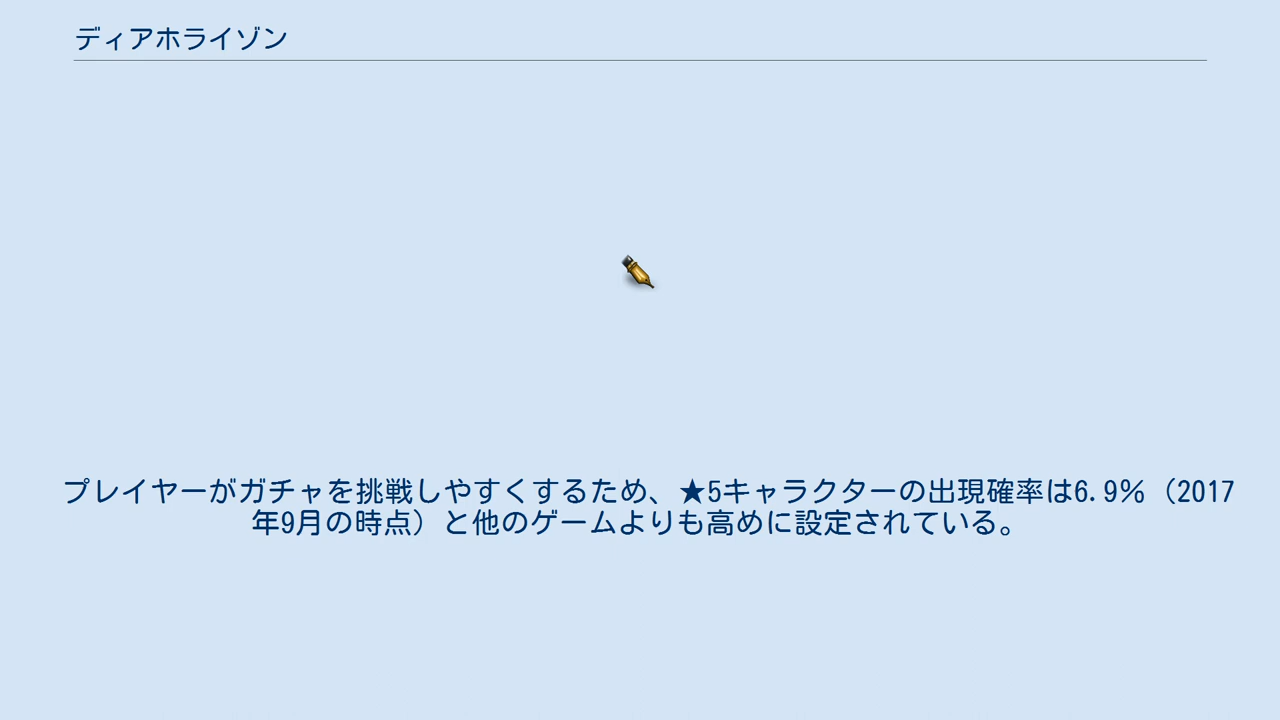 ディアホライゾン
プレイヤーがガチャを挑戦しやすくするため、★5キャラクターの出現確率は6.9％（2017
年9月の時点）と他のゲームよりも高めに設定されている。